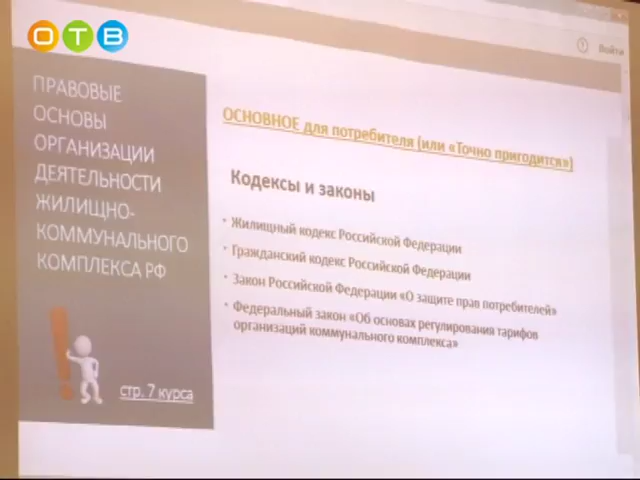 ОТВ
Войти
ПРАВОВЫЕ
ОСНОВЫ
ОРГАНИЗАЦИИ
ДЕЯТЕЛЬНОСТИ
ЖИЛИЩНО-
КОММУНАЛЬНОГО
КОМПЛЕКСА РФ
стр. 7 курса
ОСНОВНОЕ для потребителя (или «Точно пригодится»)
Кодексы и законы
• Жилищный кодекс Российской Федерации
• Гражданский кодекс Российской Федерации
• Закон Российской Федерации «О защите прав потребителей»
• Федеральный закон «Об основах регулирования тарифов
организаций коммунального комплекса»